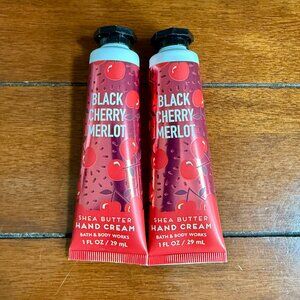 BLACK
CHERRY
MERLOT
SHEA BUTTER
HAND CREAM
BATH & BODY WORKS
1 FL OZ / 29 mL
BLACK
CHERRY
MERLOT
SHEA BUTTER
HAND CREAM
BATH & BODY WORKS
1 FL OZ / 29 mL